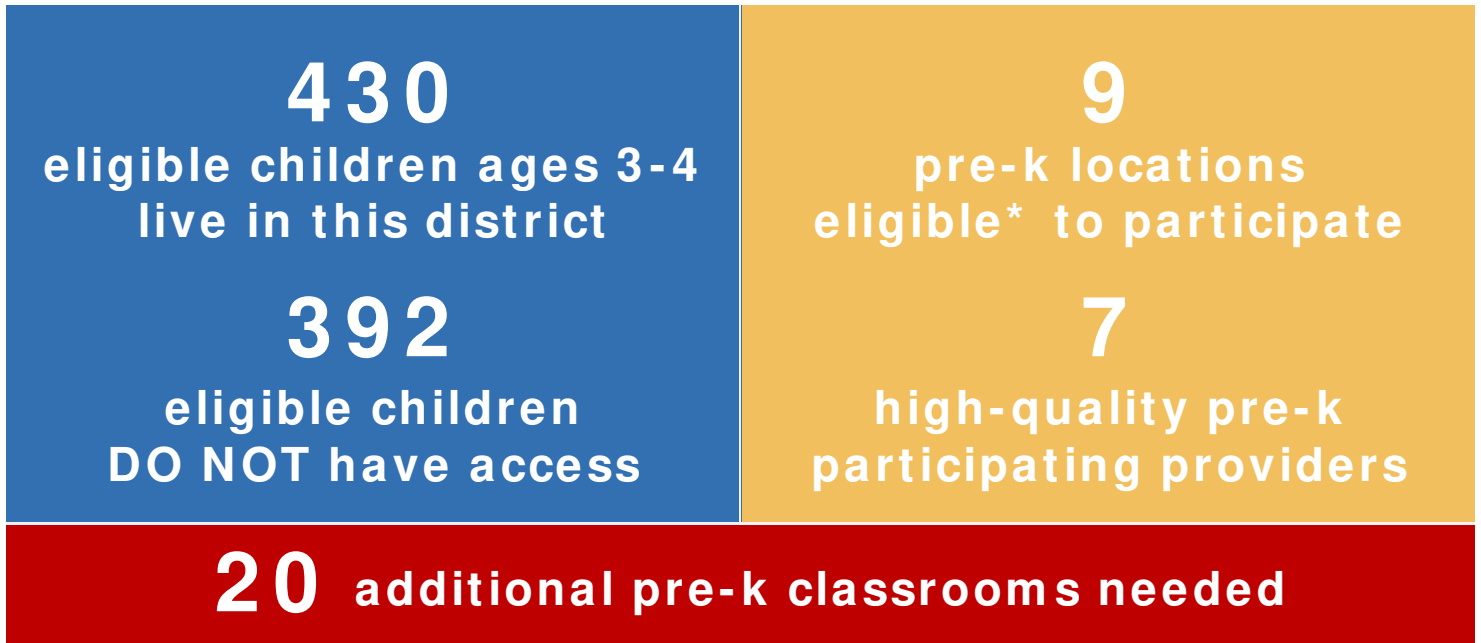 430
eligible children ages 3-4
live in this district
392
eligible children
DO NOT have access
9
pre-k locations
eligible* to participate
7
high-quality pre-k
participating providers
20 additional pre-k classrooms needed